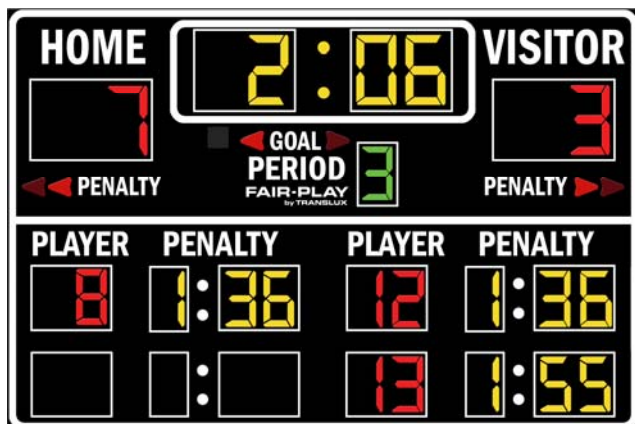 HOME 2:06 VISITOR
7 GOAL 3
PERIOD 3
PENALTY FAIR-PLAY PENALTY
by TRANSLUX
PLAYER PENALTY PLAYER PENALTY
8 1:36 12 1:36
: 13 1:55